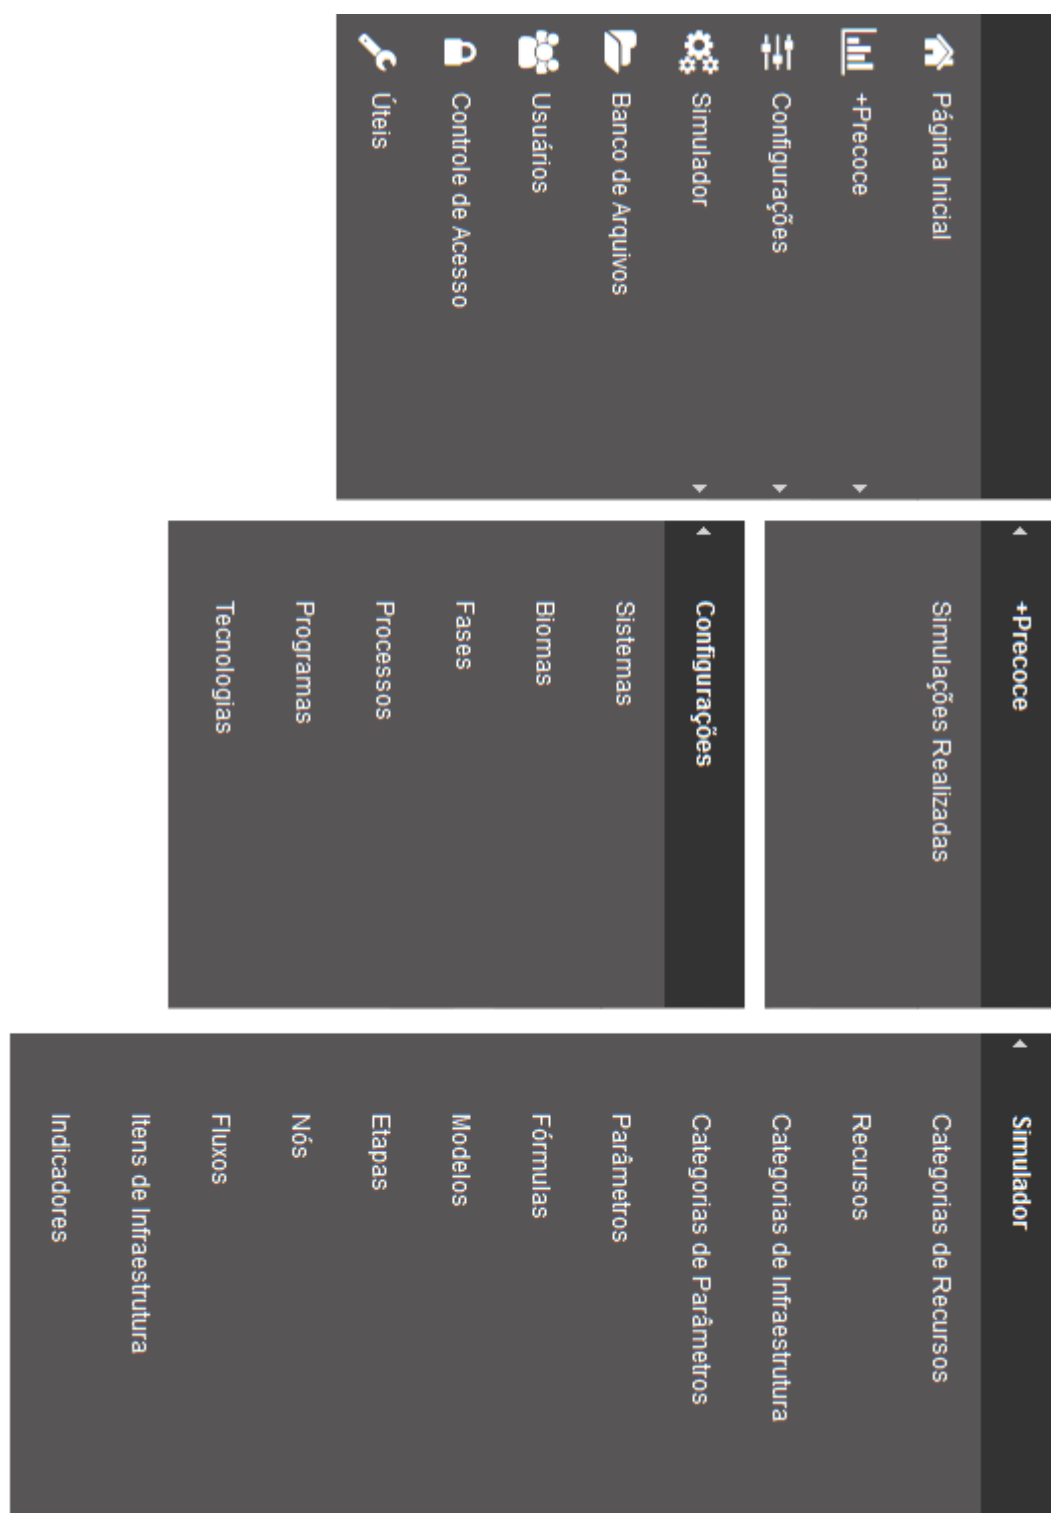 Página Inicial
+Precoce
Configurações
Simulador
Banco de Arquivos
Usuários
Controle de Acesso
Úteis
+Precoce
Simulações Realizadas
Configurações
Sistemas
Biomas
Fases
Processos
Programas
Tecnologias
Simulador
Categorias de Recursos
Recursos
Categorias de Infraestrutura
Categorias de Parâmetros
Parâmetros
Fórmulas
Modelos
Etapas
Nós
Fluxos
Itens de Infraestrutura
Indicadores